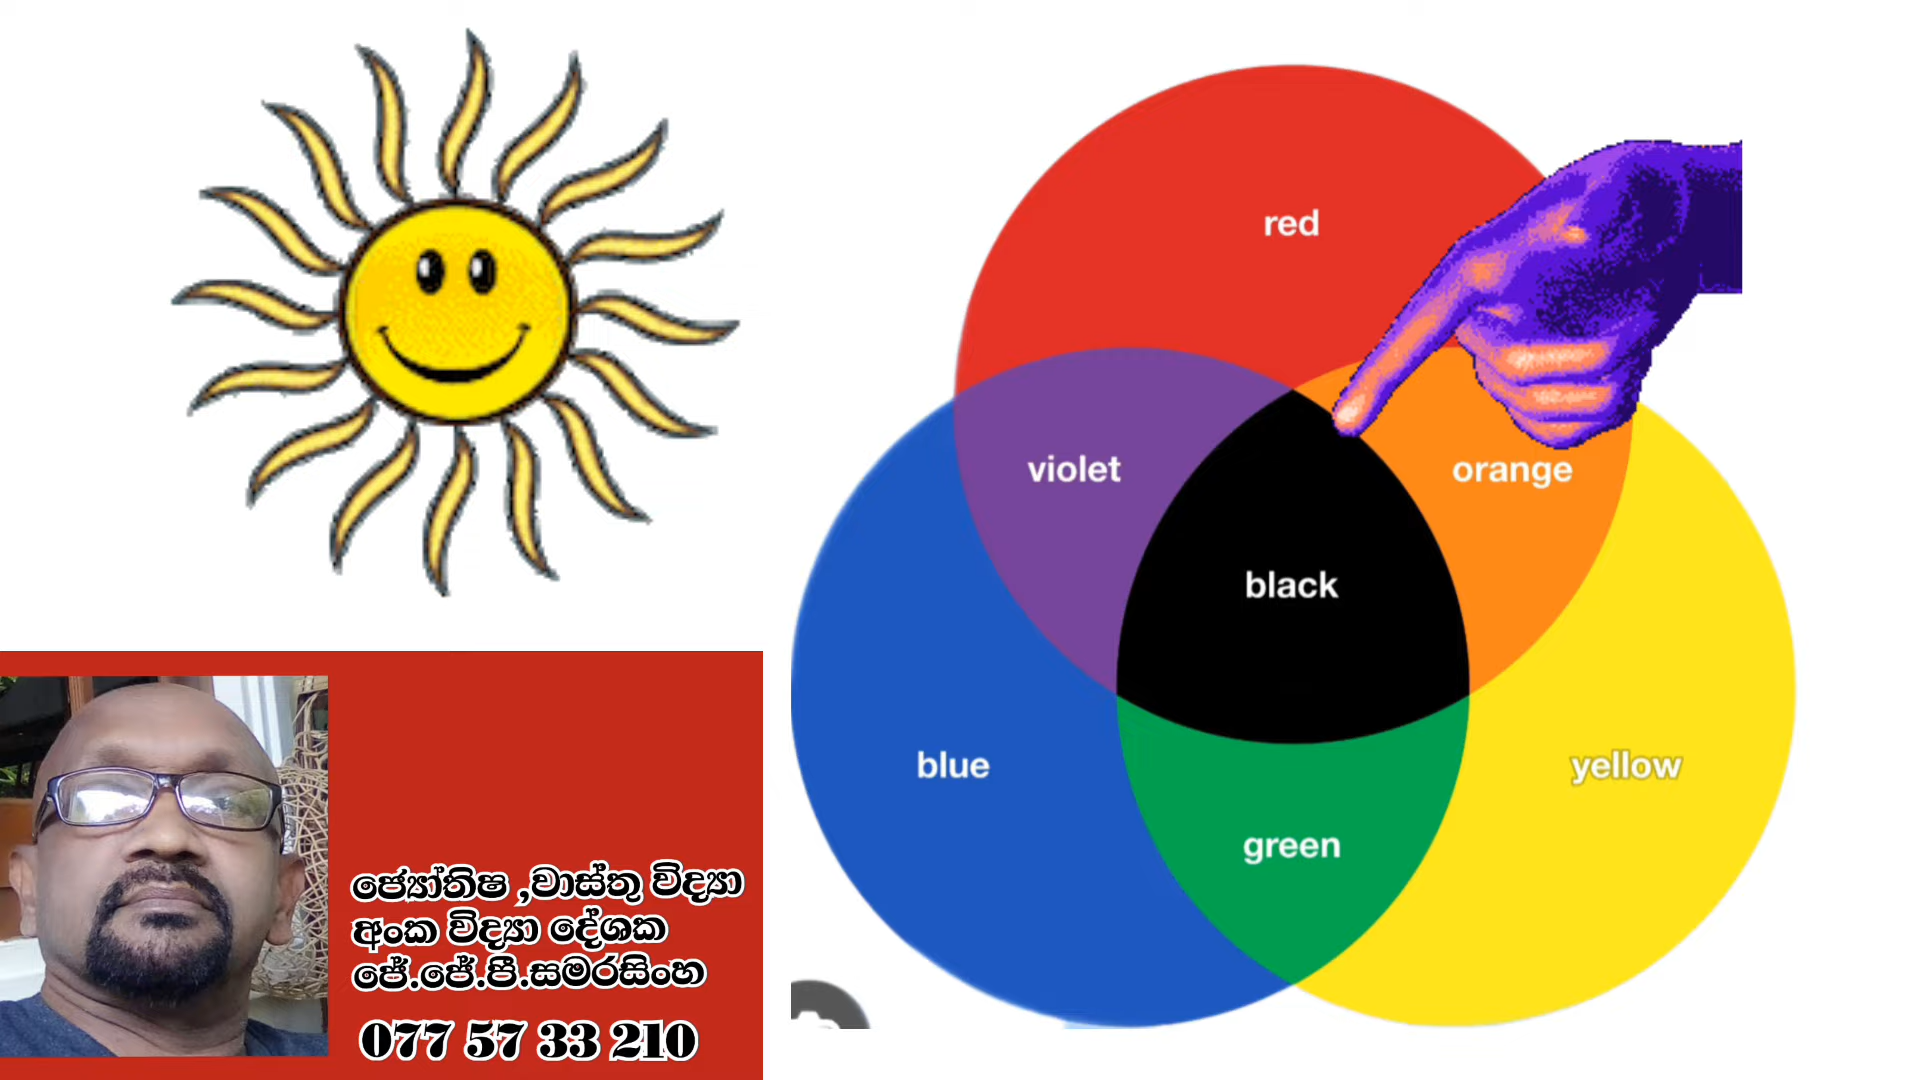 red
violet
orange
black
blue
yellow
green
ජ්‍යෝතිෂ ,වාස්තු විද්‍යා
අංක විද්‍යා දේශක
ජේ.ජේ.පී.සමරසිංහ
077 57 33 210